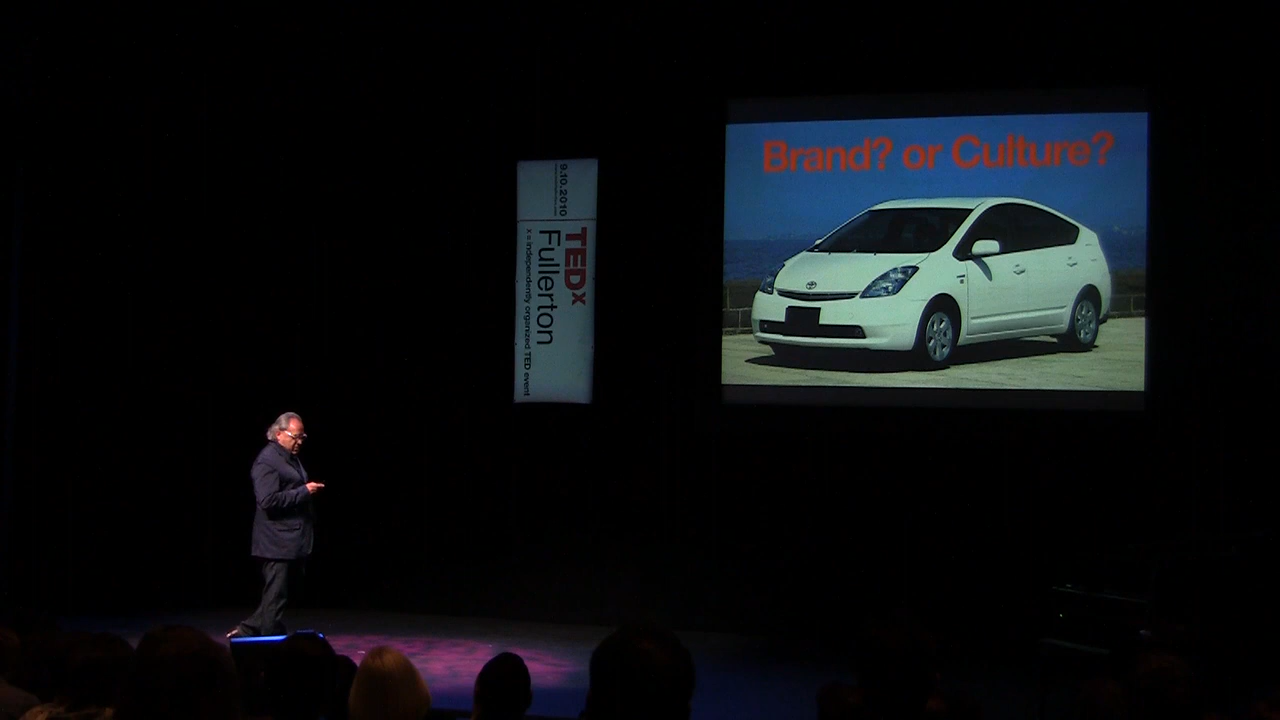 Brand? or Culture?
9.10.2010
TEDx
Fullerton
x = independently organized TED event